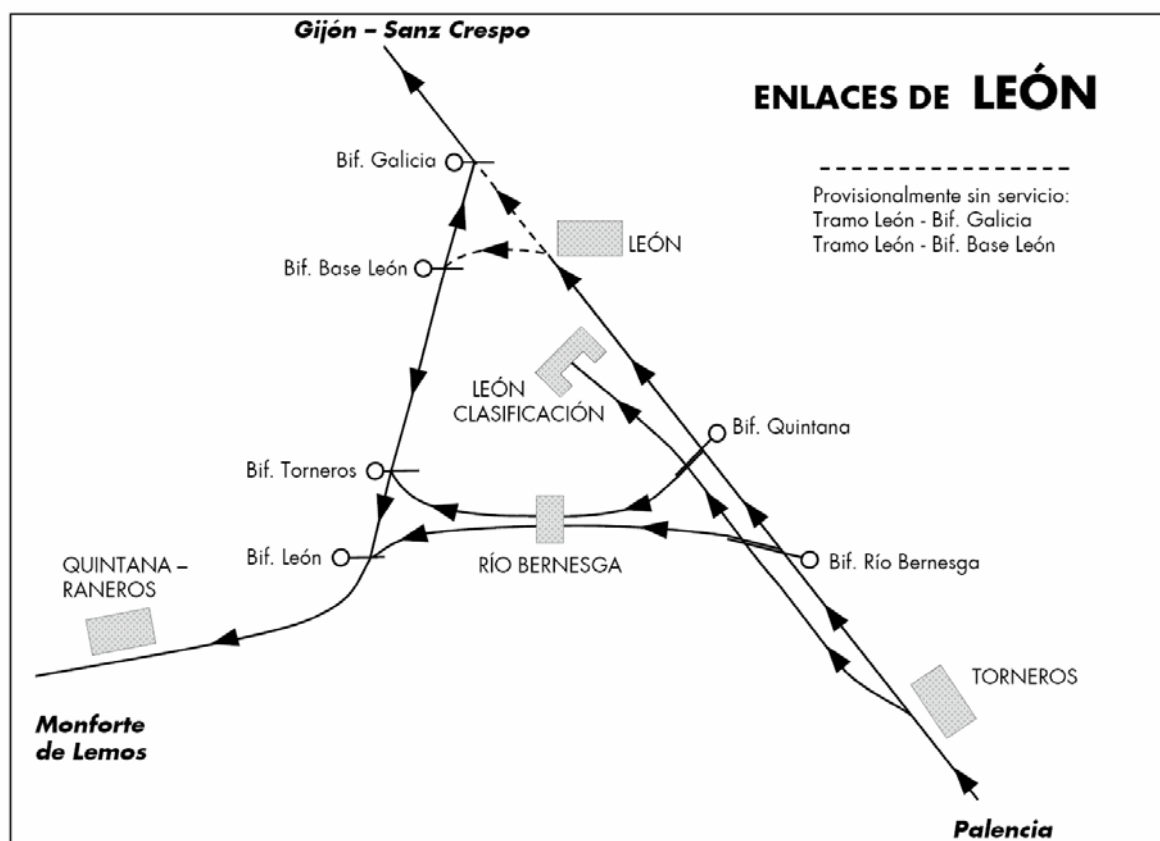 Gijón – Sanz Crespo
ENLACES DE LEÓN
Provisionalmente sin servicio:
Tramo León - Bif. Galicia
Tramo León - Bif. Base León
Bif. Galicia
LEÓN
Bif. Base León
LEÓN
CLASIFICACIÓN
Bif. Quintana
Bif. Torneros
Bif. León
RÍO BERNESGA
Bif. Río Bernesga
QUINTANA –
RANEROS
TORNEROS
Monforte
de Lemos
Palencia